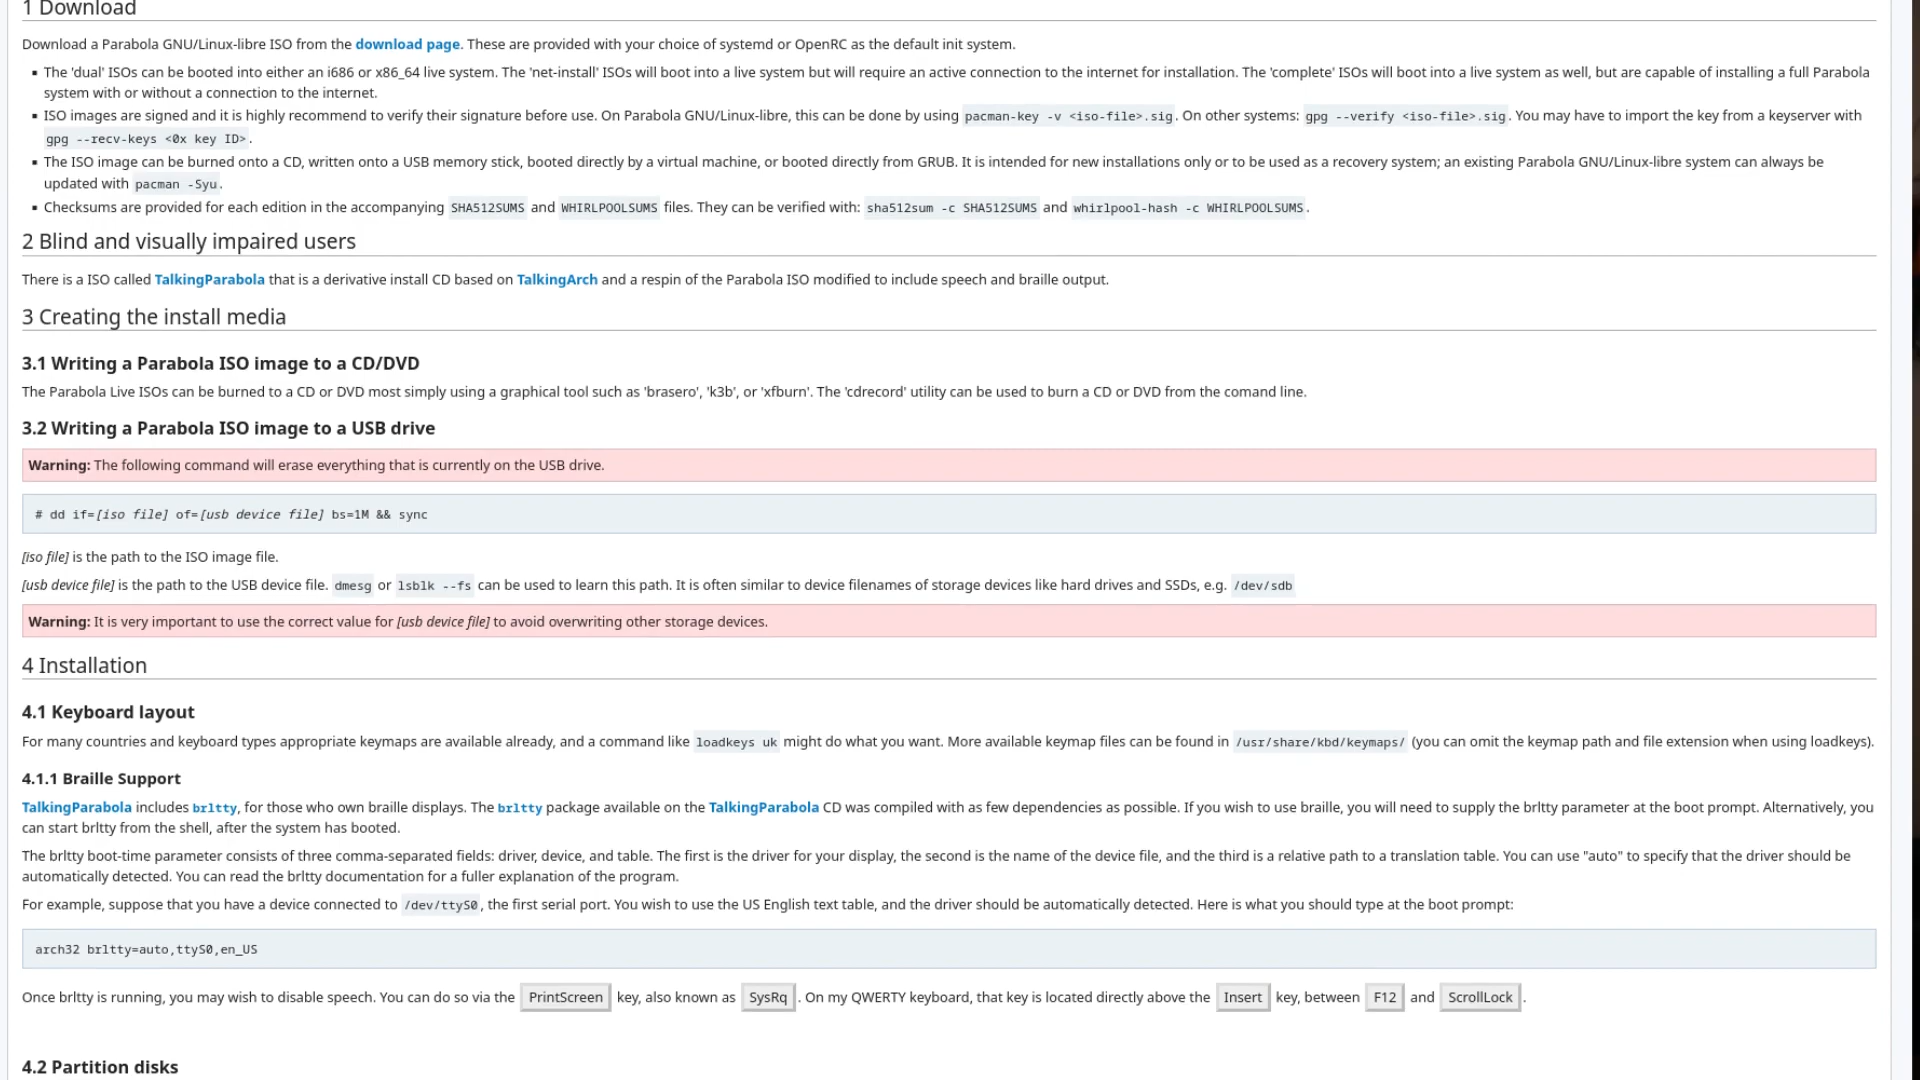 1 Download
Download a Parabola GNU/Linux-libre ISO from the download page. These are provided with your choice of systemd or OpenRC as the default init system.
▪ The 'dual' ISOs can be booted into either an i686 or x86_64 live system. The 'net-install' ISOs will boot into a live system but will require an active connection to the internet for installation. The 'complete' ISOs will boot into a live system as well, but are capable of installing a full Parabola
system with or without a connection to the internet.
▪ ISO images are signed and it is highly recommend to verify their signature before use. On Parabola GNU/Linux-libre, this can be done by using pacman-key -v <iso-file>.sig. On other systems: gpg --verify <iso-file>.sig. You may have to import the key from a keyserver with
gpg --recv-keys <0x key ID>.
▪ The ISO image can be burned onto a CD, written onto a USB memory stick, booted directly by a virtual machine, or booted directly from GRUB. It is intended for new installations only or to be used as a recovery system; an existing Parabola GNU/Linux-libre system can always be
updated with pacman -Syu.
▪ Checksums are provided for each edition in the accompanying SHA512SUMS and WHIRLPOOLSUMS files. They can be verified with: sha512sum -c SHA512SUMS and whirlpool-hash -c WHIRLPOOLSUMS.
2 Blind and visually impaired users
There is a ISO called TalkingParabola that is a derivative install CD based on TalkingArch and a respin of the Parabola ISO modified to include speech and braille output.
3 Creating the install media
3.1 Writing a Parabola ISO image to a CD/DVD
The Parabola Live ISOs can be burned to a CD or DVD most simply using a graphical tool such as 'brasero', 'k3b', or 'xfburn'. The 'cdrecord' utility can be used to burn a CD or DVD from the comand line.
3.2 Writing a Parabola ISO image to a USB drive
Warning: The following command will erase everything that is currently on the USB drive.
# dd if=[iso file] of=[usb device file] bs=1M && sync
[iso file] is the path to the ISO image file.
[usb device file] is the path to the USB device file. dmesg or lsblk --fs can be used to learn this path. It is often similar to device filenames of storage devices like hard drives and SSDs, e.g. /dev/sdb
Warning: It is very important to use the correct value for [usb device file] to avoid overwriting other storage devices.
4 Installation
4.1 Keyboard layout
For many countries and keyboard types appropriate keymaps are available already, and a command like loadkeys uk might do what you want. More available keymap files can be found in /usr/share/kbd/keymaps/ (you can omit the keymap path and file extension when using loadkeys).
4.1.1 Braille Support
TalkingParabola includes brltty, for those who own braille displays. The brltty package available on the TalkingParabola CD was compiled with as few dependencies as possible. If you wish to use braille, you will need to supply the brltty parameter at the boot prompt. Alternatively, you
can start brltty from the shell, after the system has booted.
The brltty boot-time parameter consists of three comma-separated fields: driver, device, and table. The first is the driver for your display, the second is the name of the device file, and the third is a relative path to a translation table. You can use "auto" to specify that the driver should be
automatically detected. You can read the brltty documentation for a fuller explanation of the program.
For example, suppose that you have a device connected to /dev/ttyS0, the first serial port. You wish to use the US English text table, and the driver should be automatically detected. Here is what you should type at the boot prompt:
arch32 brltty=auto,ttyS0,en_US
Once brltty is running, you may wish to disable speech. You can do so via the PrintScreen key, also known as SysRq. On my QWERTY keyboard, that key is located directly above the Insert key, between F12 and ScrollLock.
4.2 Partition disks